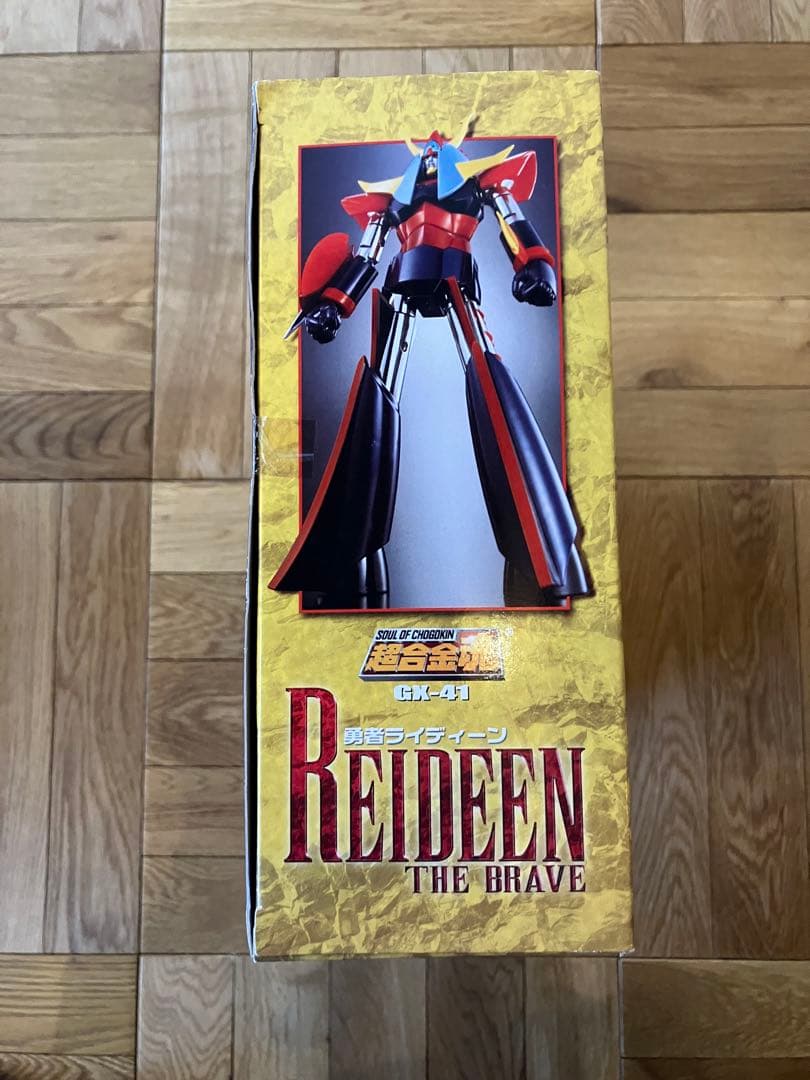 SOUL OF CHOGOKIN
超合金魂
GX-41
勇者ライディーン
REIDEEN
THE BRAVE